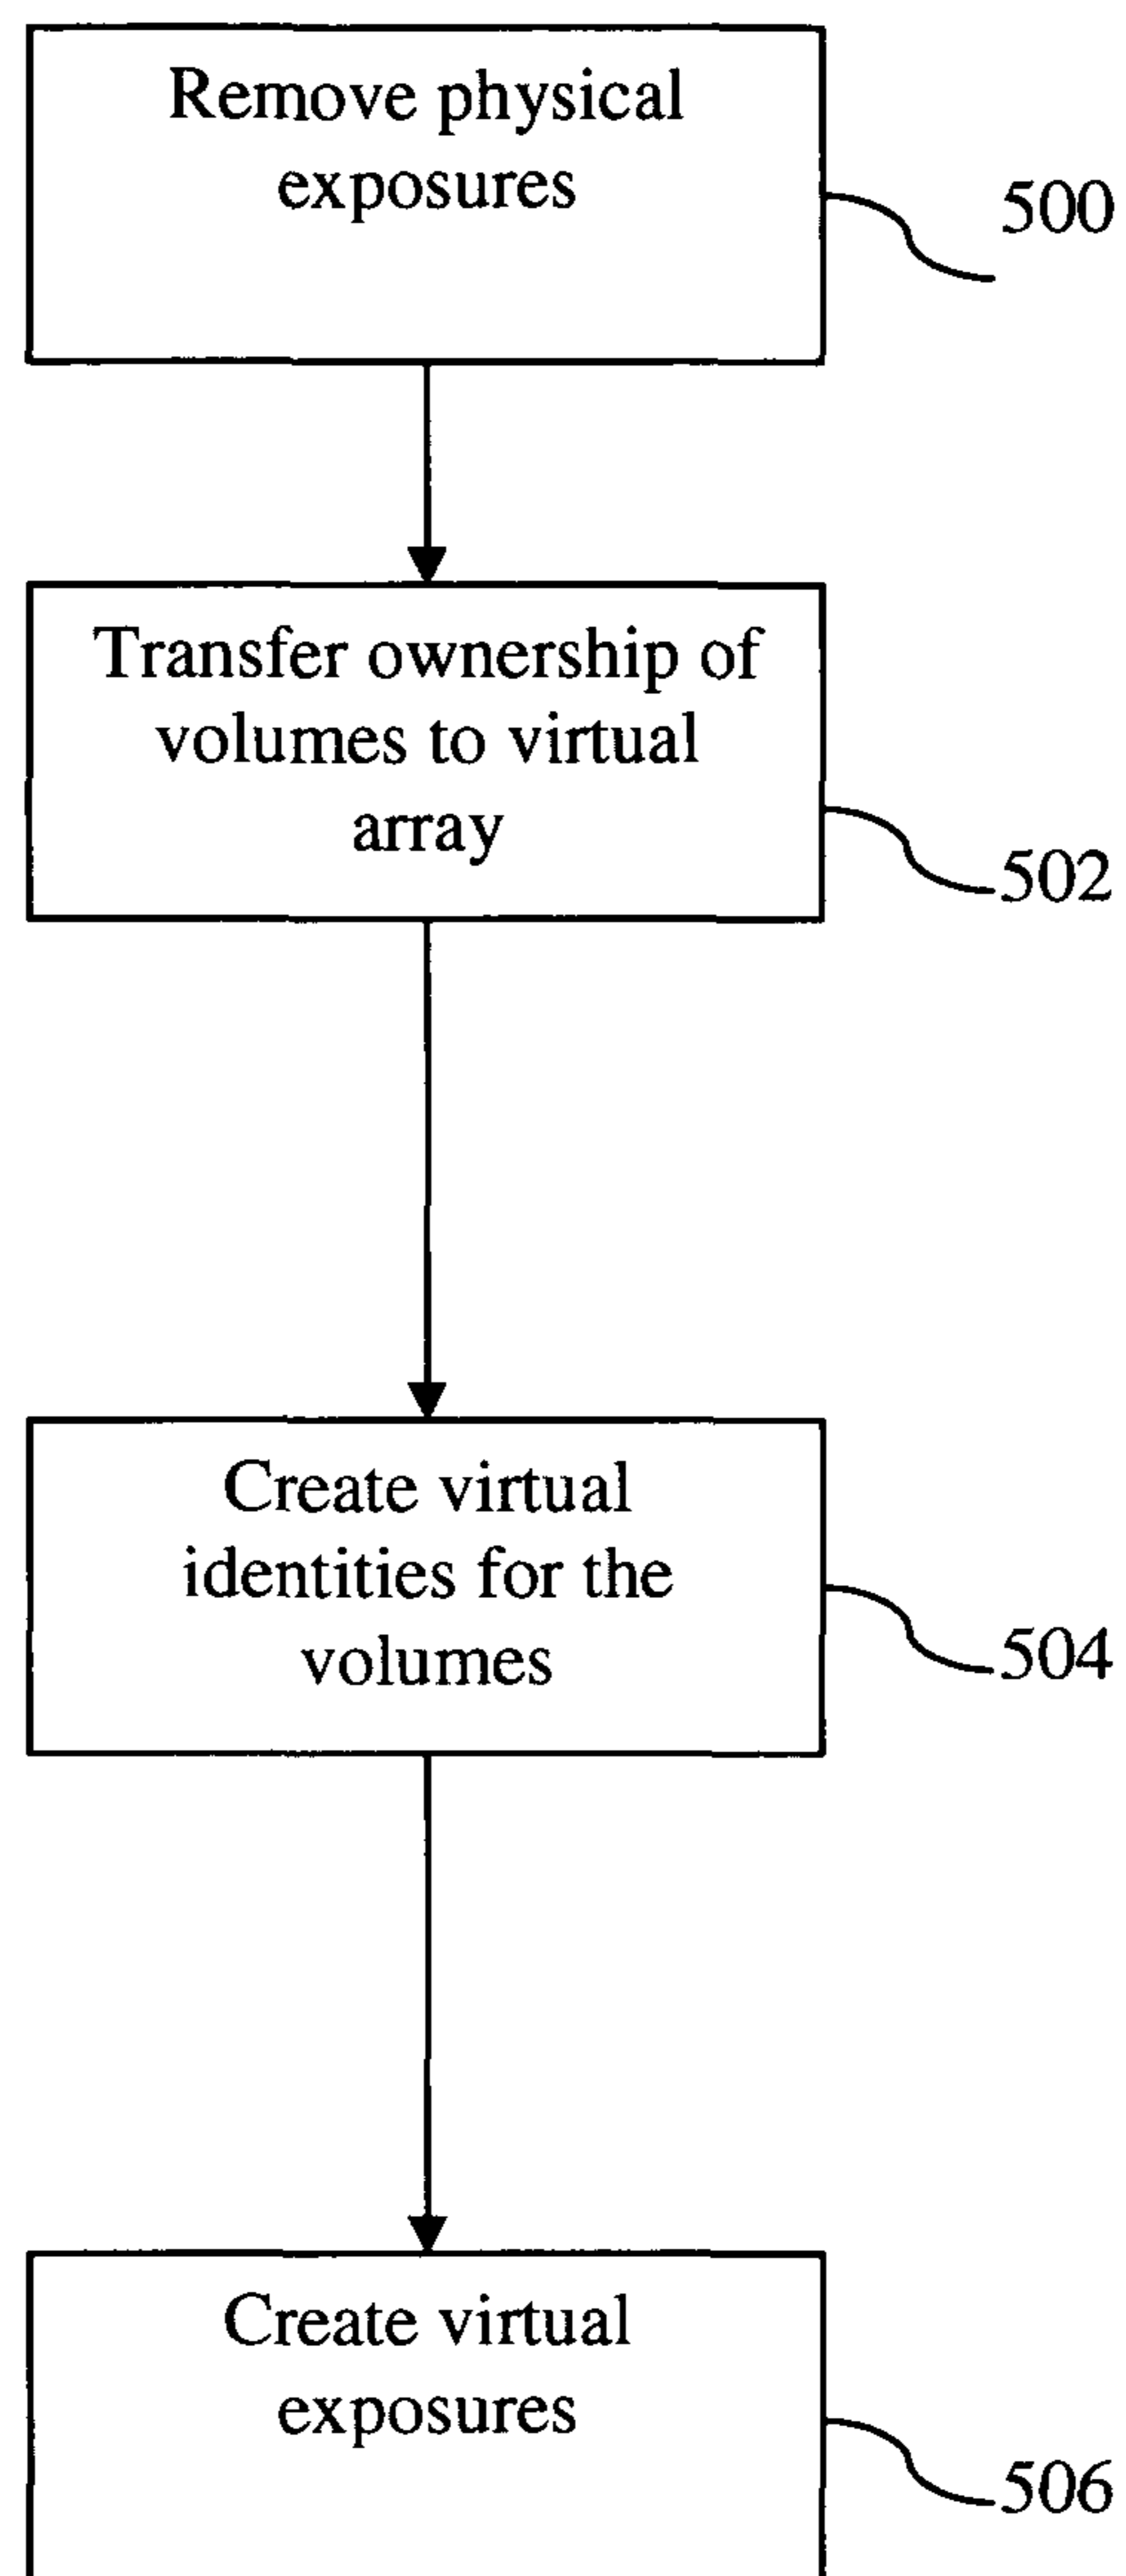 Remove physical
exposures
500
Transfer ownership of
volumes to virtual
array
502
Create virtual
identities for the
volumes
504
Create virtual
exposures
506